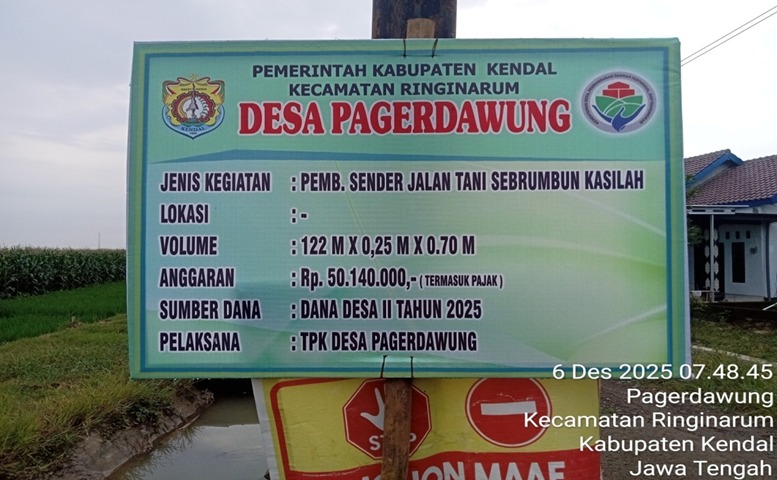 PEMERINTAH KABUPATEN KENDAL
KECAMATAN RINGINARUM
DESA PAGERDAWUNG
KENDAL
JENIS KEGIATAN : PEMB. SENDER JALAN TANI SEBRUMBUN KASILAH
LOKASI : -
VOLUME : 122 M X 0,25 M X 0.70 M
ANGGARAN : Rp. 50.140.000,- ( TERMASUK PAJAK )
SUMBER DANA : DANA DESA II TAHUN 2025
PELAKSANA : TPK DESA PAGERDAWUNG
STOP
MAAF
6 Des 2025 07.48.45
Pagerdawung
Kecamatan Ringinarum
Kabupaten Kendal
Jawa Tengah